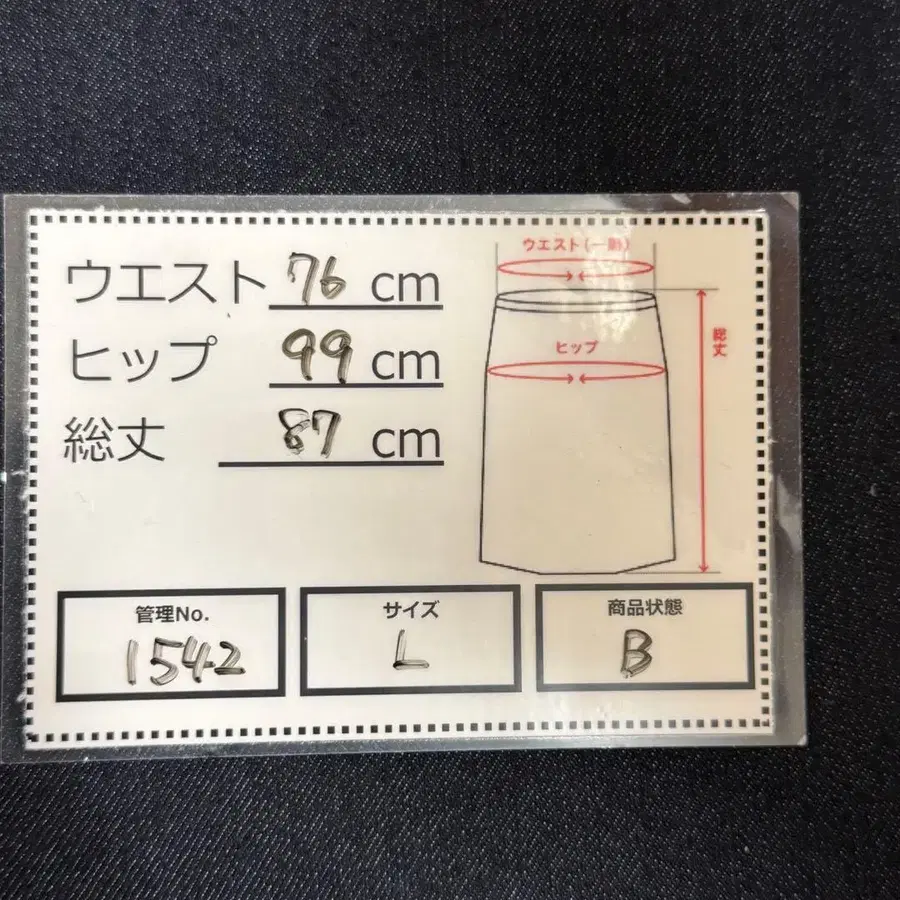 ウエスト 76 cm
ヒップ 99 cm
総丈 87 cm
ウエスト(一周)
ヒップ
総丈
管理No.
1542
サイズ
L
商品状態
B